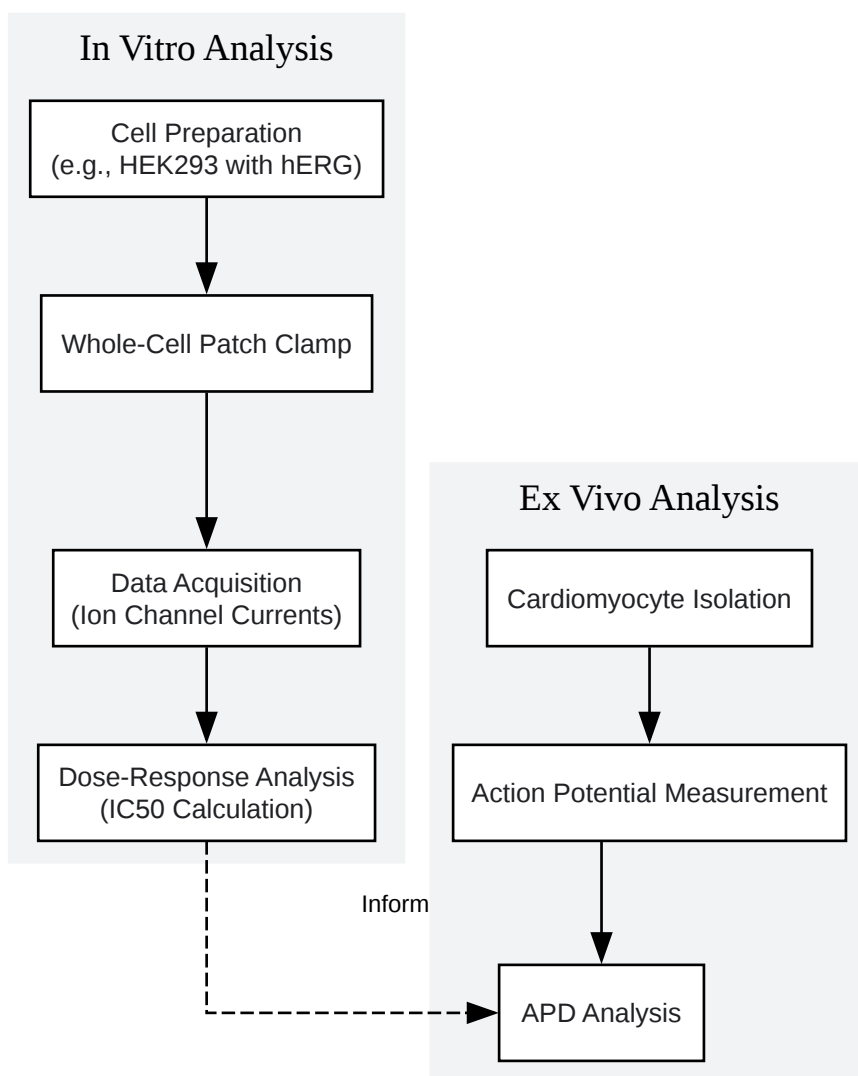 In Vitro Analysis
Cell Preparation
(e.g., HEK293 with hERG)
Whole-Cell Patch Clamp
Data Acquisition
(Ion Channel Currents)
Dose-Response Analysis
(IC50 Calculation)
Inform
Ex Vivo Analysis
Cardiomyocyte Isolation
Action Potential Measurement
APD Analysis